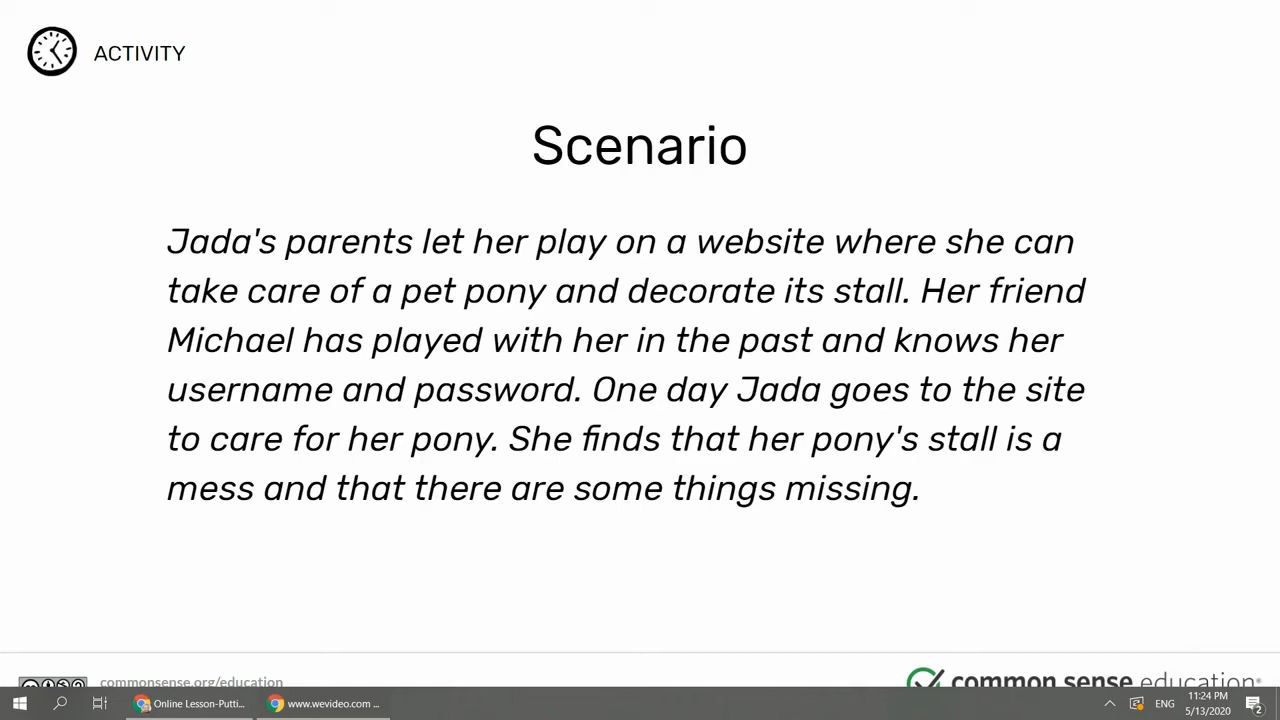 ACTIVITY
Scenario
Jada's parents let her play on a website where she can
take care of a pet pony and decorate its stall. Her friend
Michael has played with her in the past and knows her
username and password. One day Jada goes to the site
to care for her pony. She finds that her pony's stall is a
mess and that there are some things missing.
commonsense.org/education
common sense education®
Online Lesson-Putti...
www.wevideo.com ...
ENG
11:24 PM
5/13/2020
2